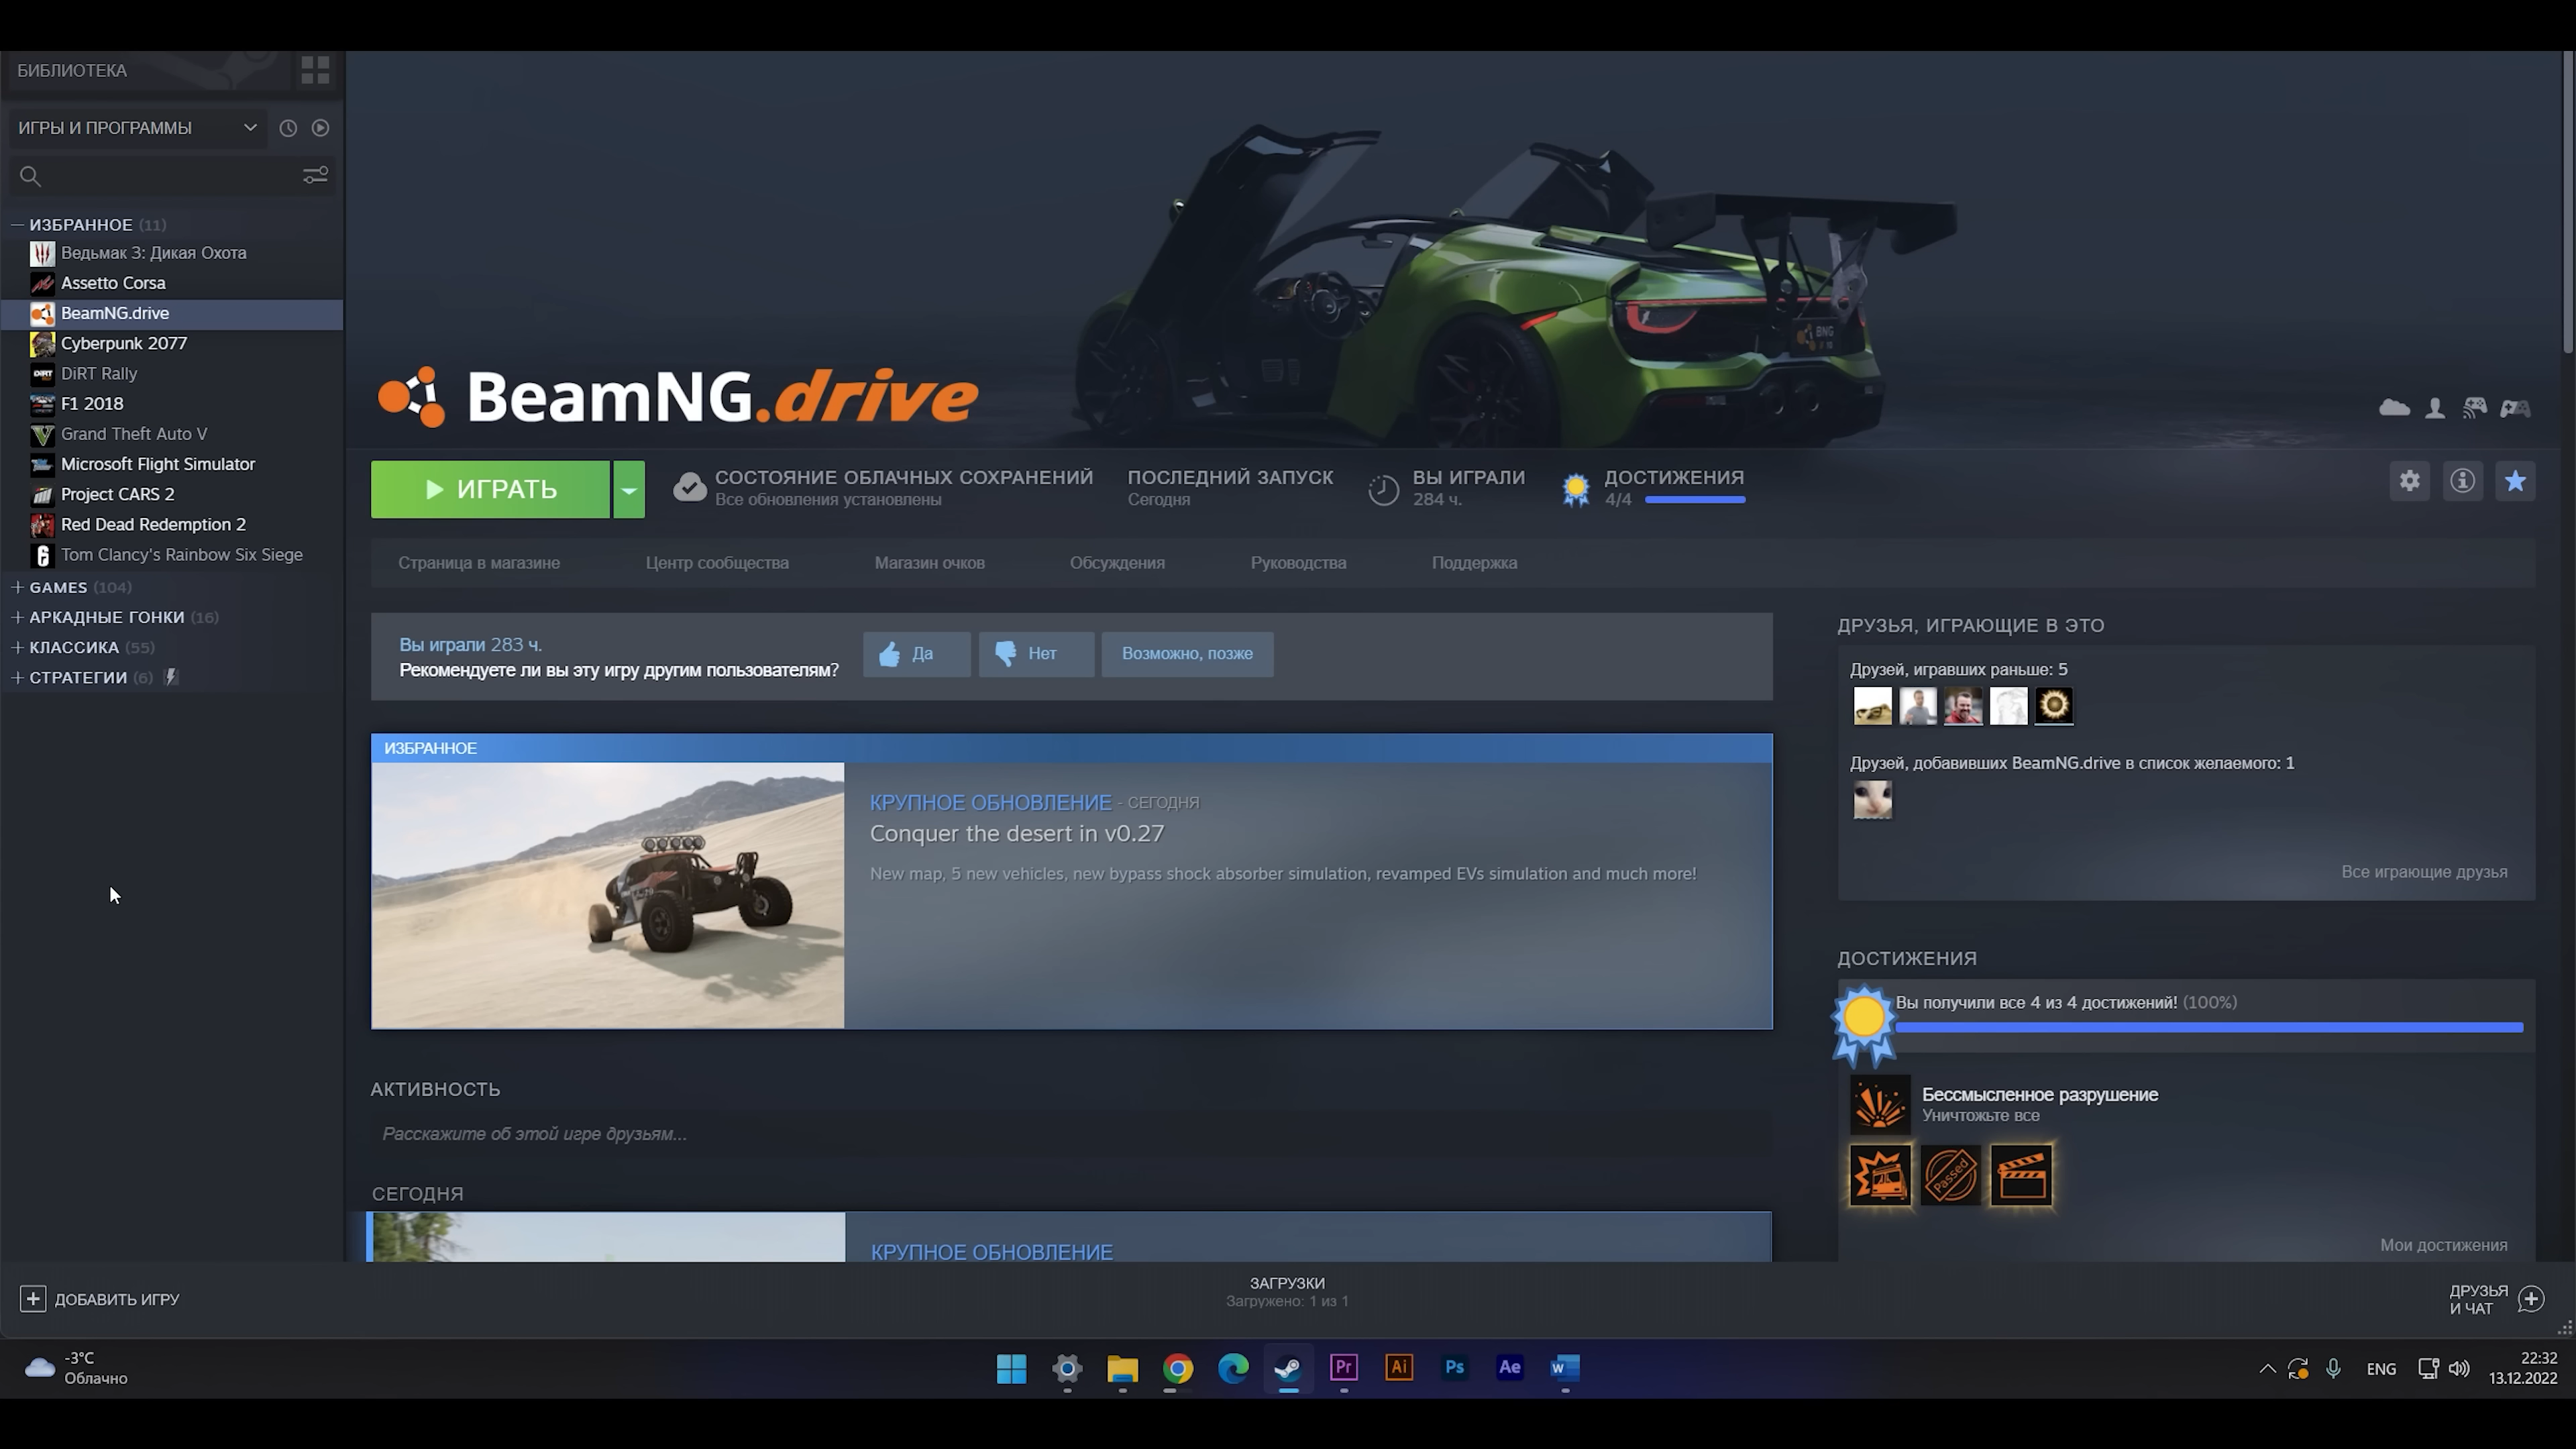 БИБЛИОТЕКА
ИГРЫ И ПРОГРАММЫ
ИЗБРАННОЕ (11)
Ведьмак 3: Дикая Охота
Assetto Corsa
BeamNG.drive
Cyberpunk 2077
DiRT Rally
F1 2018
Grand Theft Auto V
Microsoft Flight Simulator
Project CARS 2
Red Dead Redemption 2
Tom Clancy's Rainbow Six Siege
GAMES (104)
АРКАДНЫЕ ГОНКИ (16)
КЛАССИКА (55)
СТРАТЕГИИ (6)
ДОБАВИТЬ ИГРУ
BNG
BeamNG.drive
ИГРАТЬ
СОСТОЯНИЕ ОБЛАЧНЫХ СОХРАНЕНИЙ
Все обновления установлены
ПОСЛЕДНИЙ ЗАПУСК
Сегодня
ВЫ ИГРАЛИ
284 ч.
ДОСТИЖЕНИЯ
4/4
Страница в магазине Центр сообщества Магазин очков Обсуждения Руководства Поддержка
Вы играли 283 ч.
Рекомендуете ли вы эту игру другим пользователям?
Да Нет Возможно, позже
ИЗБРАННОЕ
КРУПНОЕ ОБНОВЛЕНИЕ - СЕГОДНЯ
Conquer the desert in v0.27
New map, 5 new vehicles, new bypass shock absorber simulation, revamped EVs simulation and much more!
АКТИВНОСТЬ
Расскажите об этой игре друзьям...
СЕГОДНЯ
КРУПНОЕ ОБНОВЛЕНИЕ
ДРУЗЬЯ, ИГРАЮЩИЕ В ЭТО
Друзей, игравших раньше: 5
Друзей, добавивших BeamNG.drive в список желаемого: 1
Все играющие друзья
ДОСТИЖЕНИЯ
Вы получили все 4 из 4 достижений! (100%)
Бессмысленное разрушение
Уничтожьте все
Passed
Мои достижения
ЗАГРУЗКИ
Загружено: 1 из 1
ДРУЗЬЯ
И ЧАТ
-3°C
Облачно
Pr Ai Ps Ae W
ENG
22:32
13.12.2022